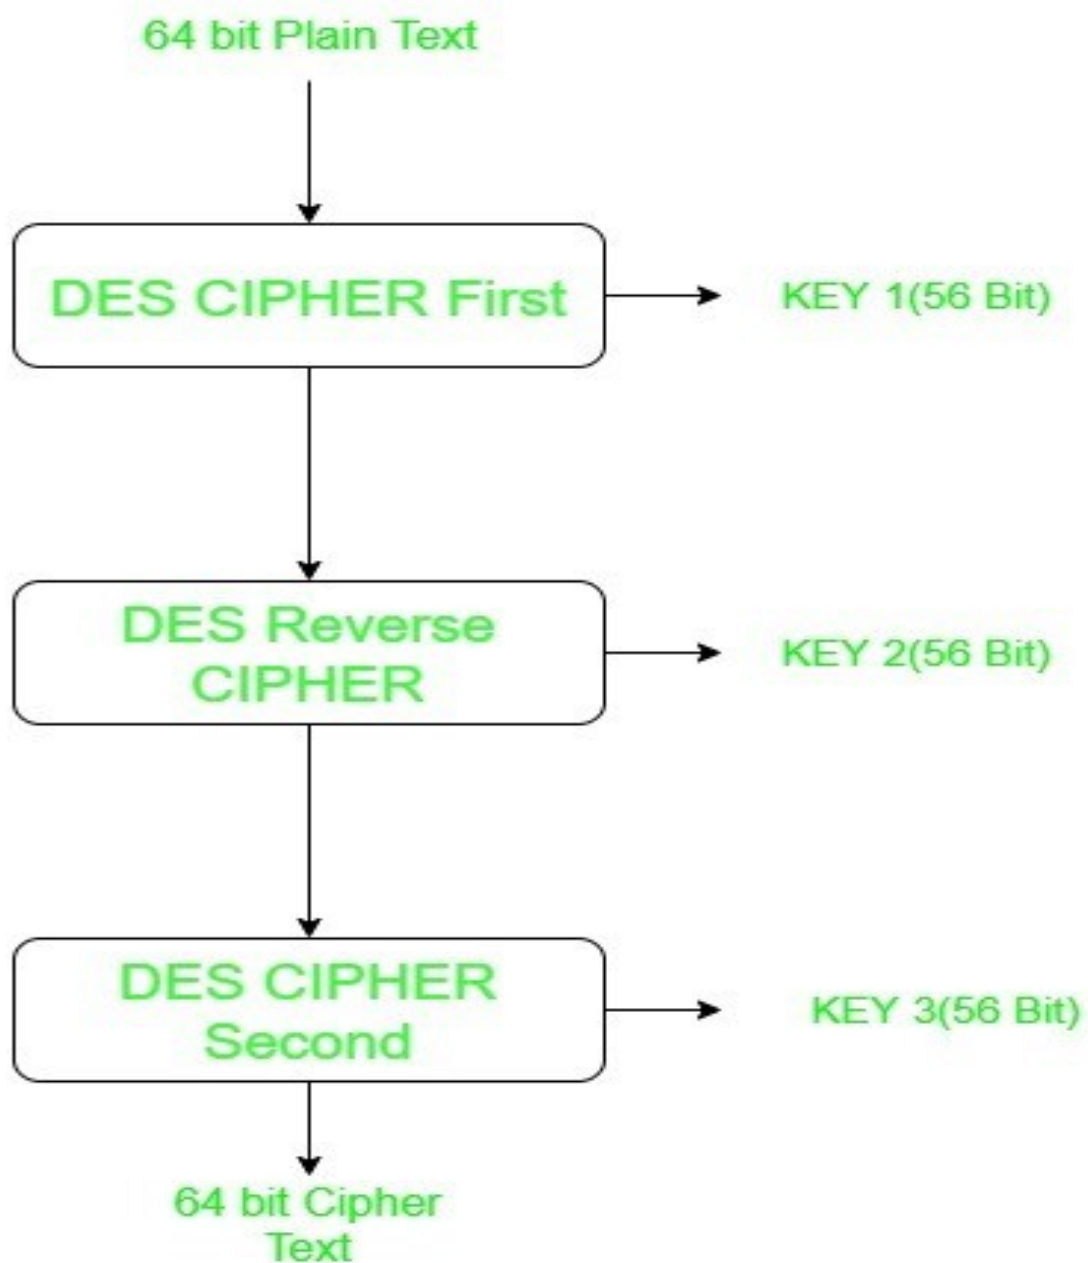 64 bit Plain Text
DES CIPHER First
KEY 1(56 Bit)
DES Reverse
CIPHER
KEY 2(56 Bit)
DES CIPHER
Second
KEY 3(56 Bit)
64 bit Cipher
Text